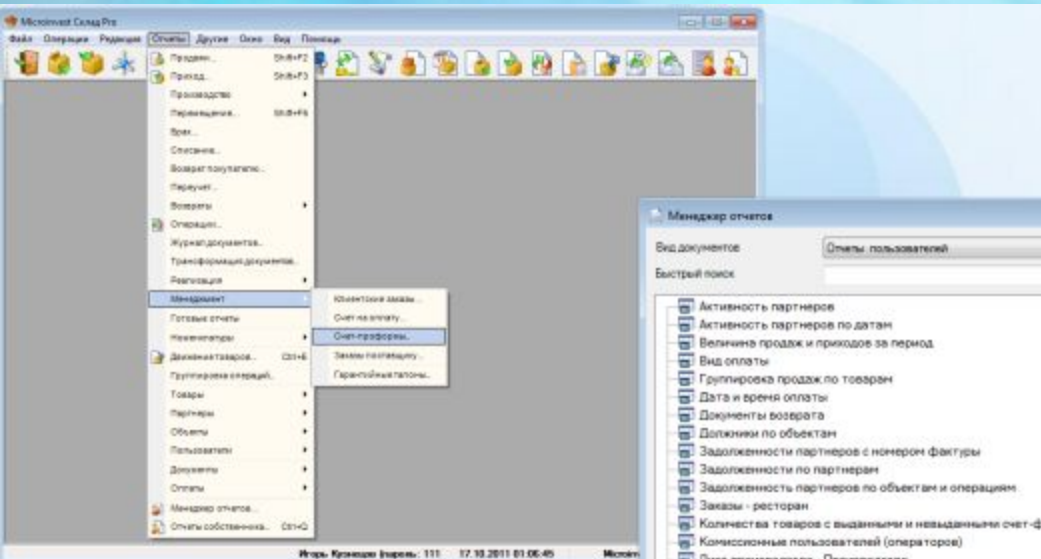 Microinvest Склад Pro
Файл Операции Редакция Отчеты Другие Окно Вид Помощь
Продажи... Shift+F2
Приход... Shift+F3
Производство
Перемещения... Shift+F6
Брак...
Списание...
Возврат покупателю...
Переучет...
Возвраты
Операции...
Журнал документов...
Трансформация документов...
Реализация
Менеджмент
Готовые отчеты
Номенклатуры
Движение товаров...
Группировка операций...
Товары
Партнеры
Объекты
Пользователи
Документы
Оплаты
Менеджер отчетов...
Отчеты собственника...
Клиентские заказы...
Счет на оплату...
Счет-проформы...
Заказы поставщику...
Гарантийные талоны...
Игорь Кузнецов (пароль: 111 17.10.2011 01:06:45
Менеджер отчетов
Вид документов Отчеты пользователей
Быстрый поиск
Активность партнеров
Активность партнеров по датам
Величина продаж и приходов за период
Вид оплаты
Группировка продаж по товарам
Дата и время оплаты
Документы возврата
Должники по объектам
Задолженности партнеров с номером фактуры
Задолженности по партнерам
Задолженность партнеров по объектам и операциям
Заказы - ресторан
Количества товаров с выданными и невыданными счет-ф
Комиссионные пользователей (операторов)